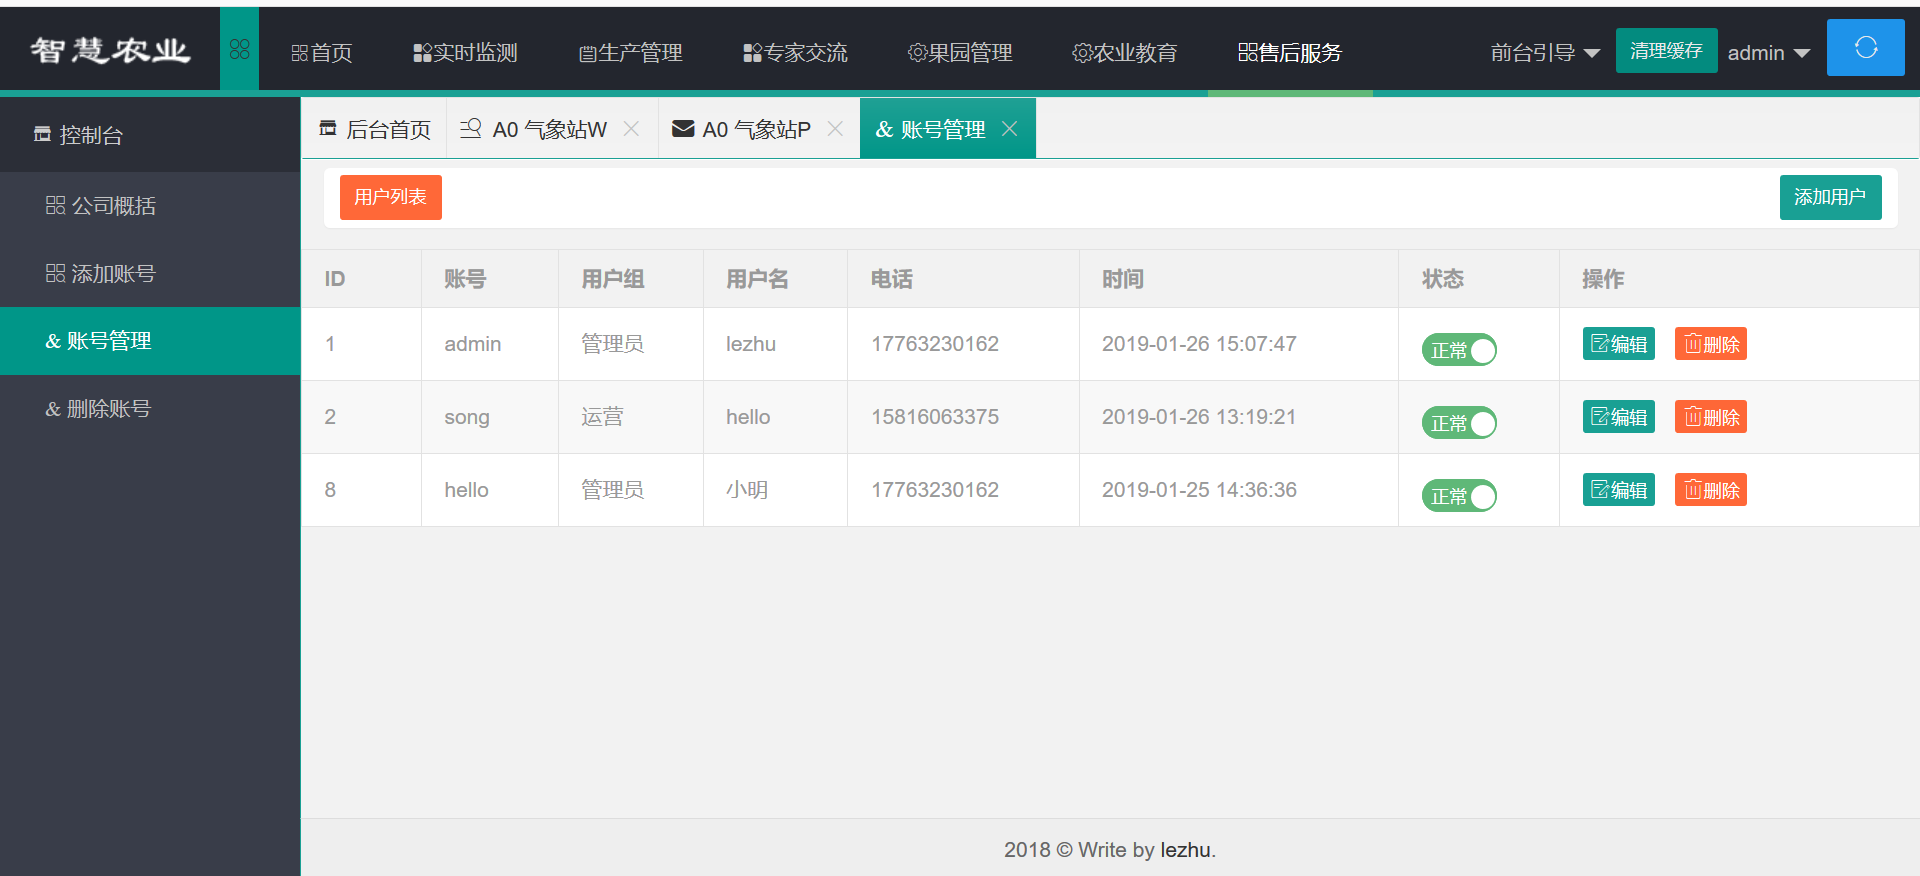 智慧农业
首页 实时监测 生产管理 专家交流 果园管理 农业教育 售后服务 前台引导 清理缓存 admin
控制台
公司概括
添加账号
& 账号管理
& 删除账号
后台首页 A0 气象站W A0 气象站P & 账号管理
用户列表 添加用户
ID 账号 用户组 用户名 电话 时间 状态 操作
1 admin 管理员 lezhu 17763230162 2019-01-26 15:07:47 正常 编辑 删除
2 song 运营 hello 15816063375 2019-01-26 13:19:21 正常 编辑 删除
8 hello 管理员 小明 17763230162 2019-01-25 14:36:36 正常 编辑 删除
2018 © Write by lezhu.